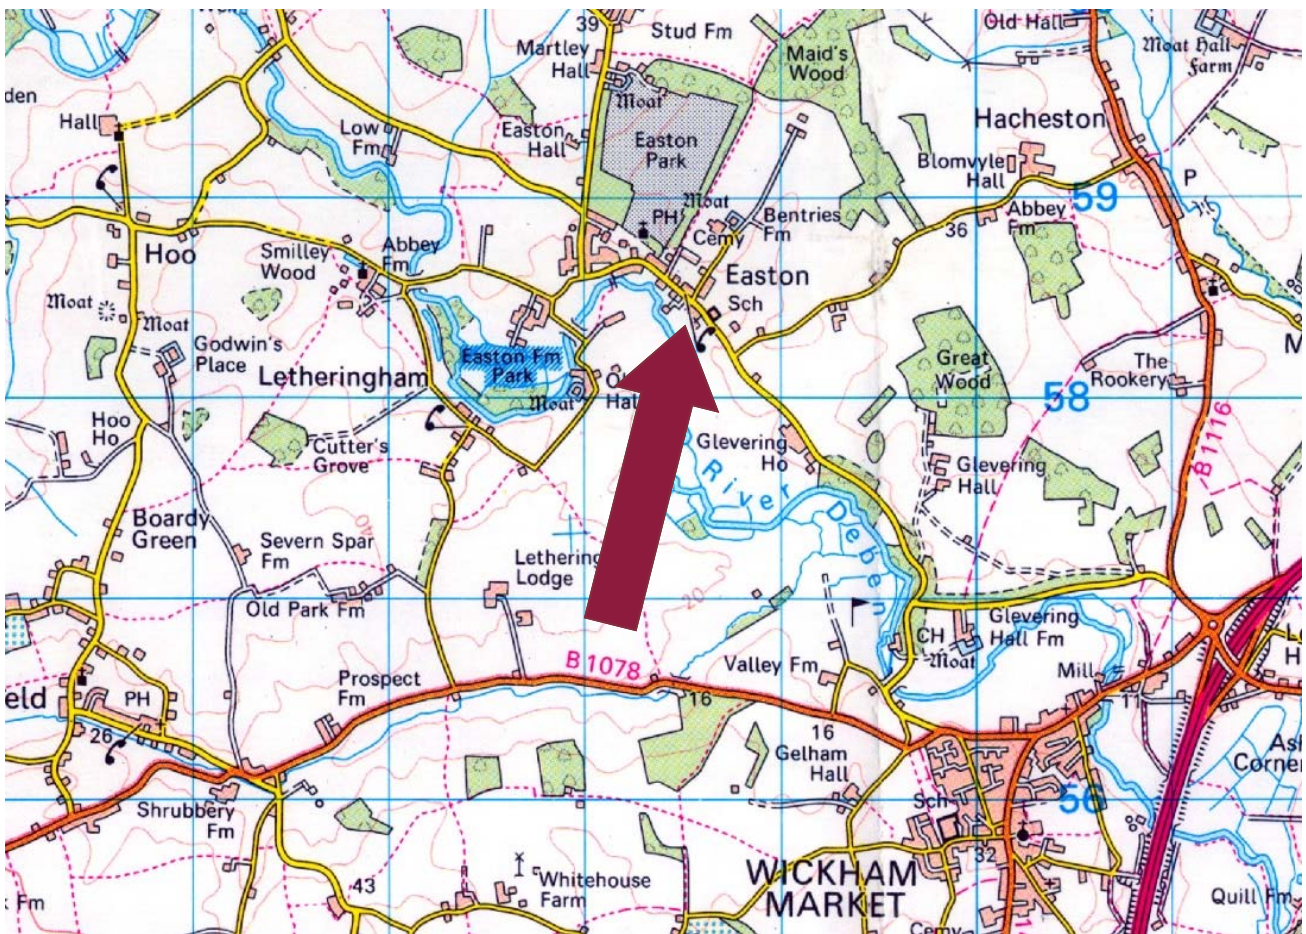 39
Stud Fm
Old Hall
Martley
Hall
Maid's
Wood
Moat Hall
Farm
den
Moat
Hall
Low
Fm
Easton
Hall
Easton
Park
Hacheston
Blomvyle
Hall
P
Moat
PH
Bentries
Fm
Cemy
59
Abbey
Fm
36
Hoo
Smilley
Wood
Abbey
Fm
Easton
Sch
Moat
Moat
Godwin's
Place
Easton Fm
Park
Great
Wood
The
Rookery
M
Letheringham
Moat
Hal
58
Hoo
Ho
Cutter's
Grove
Glevering
Ho
B 1116
River Deben
Glevering
Hall
Boardy
Green
40
Severn Spar
Fm
Lodge
20
Old Park Fm
Glevering
Hall Fm
CH
Moat
B 1078
Valley Fm
Mill
H
Prospect
Fm
eld
PH
16
11
26
16
Gelham
Hall
Corner
Shrubbery
Fm
Sch
56
32
43
WICKHAM
MARKET
Whitehouse
Farm
Fm
Quill Fm
Cemy